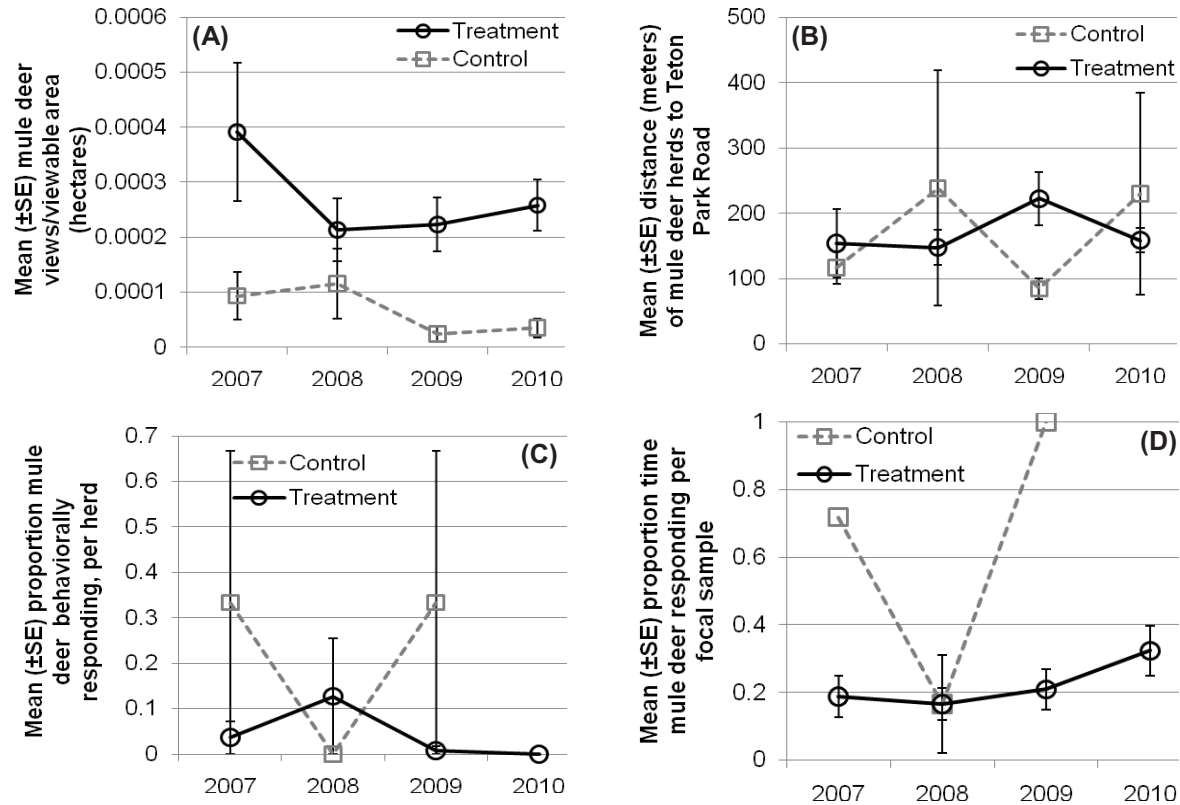 (A)
Treatment
Control
Mean (±SE) mule deer
views/viewable area
(hectares)
0.0006
0.0005
0.0004
0.0003
0.0002
0.0001
0
2007 2008 2009 2010
(B)
Control
Treatment
Mean (±SE) distance (meters)
of mule deer herds to Teton
Park Road
500
400
300
200
100
0
2007 2008 2009 2010
(C)
Control
Treatment
Mean (±SE) proportion mule
deer behaviorally
responding, per herd
0.7
0.6
0.5
0.4
0.3
0.2
0.1
0
2007 2008 2009 2010
(D)
Control
Treatment
Mean (±SE) proportion time
mule deer responding per
focal sample
1
0.8
0.6
0.4
0.2
0
2007 2008 2009 2010